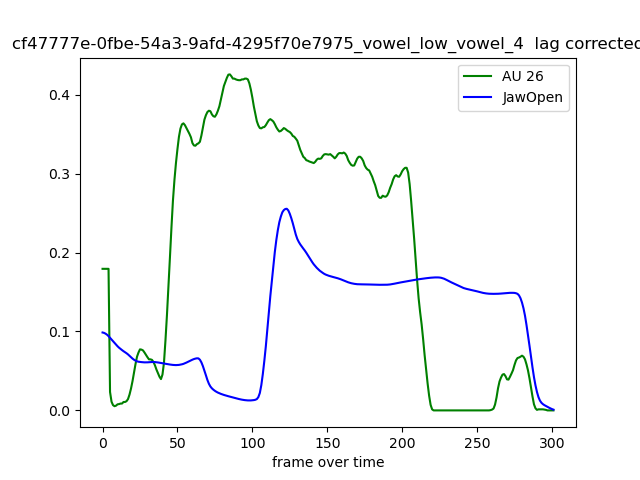 cf47777e-0fbe-54a3-9afd-4295f70e7975_vowel_low_vowel_4  lag corrected
AU 26
JawOpen
0.4
0.3
0.2
0.1
0.0
0 50 100 150 200 250 300
frame over time